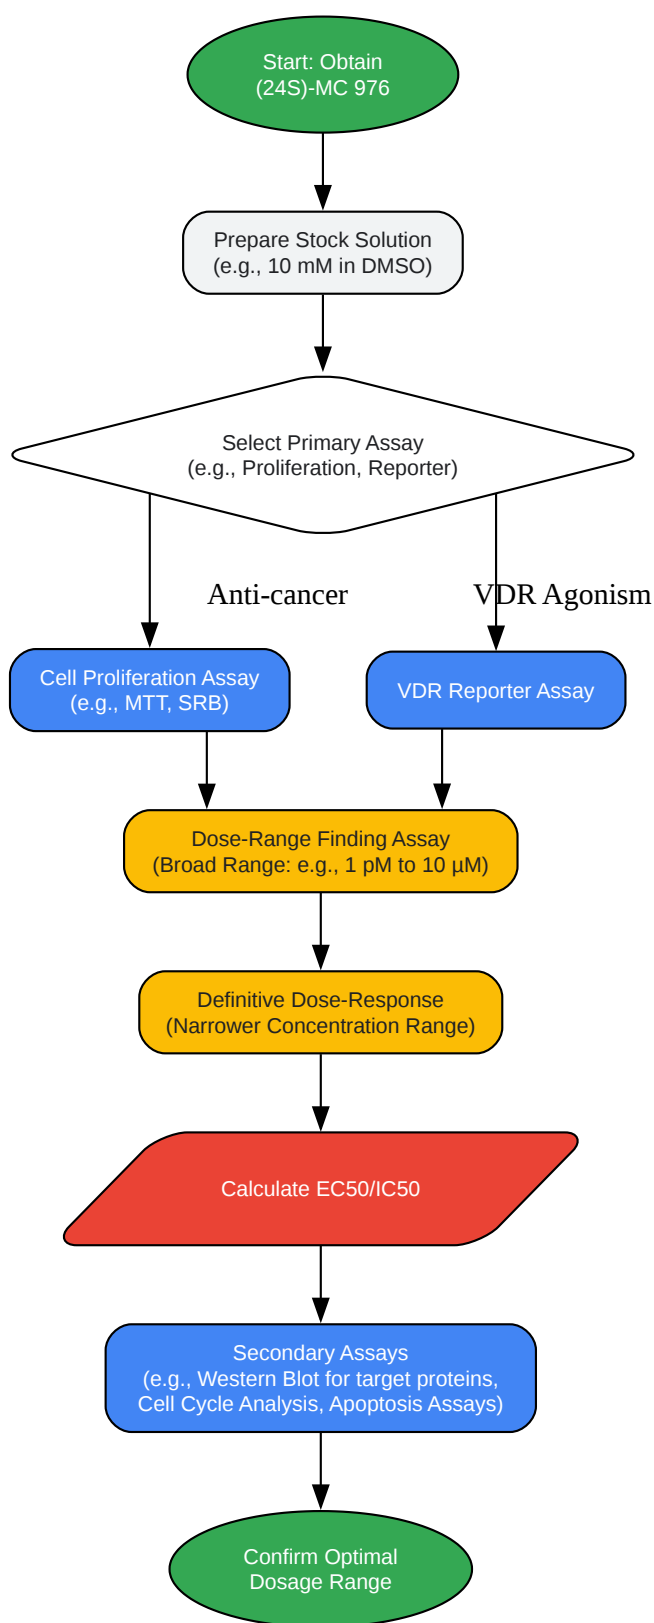 Start: Obtain
(24S)-MC 976
Prepare Stock Solution
(e.g., 10 mM in DMSO)
Select Primary Assay
(e.g., Proliferation, Reporter)
Anti-cancer
VDR Agonism
Cell Proliferation Assay
(e.g., MTT, SRB)
VDR Reporter Assay
Dose-Range Finding Assay
(Broad Range: e.g., 1 pM to 10 µM)
Definitive Dose-Response
(Narrower Concentration Range)
Calculate EC50/IC50
Secondary Assays
(e.g., Western Blot for target proteins,
Cell Cycle Analysis, Apoptosis Assays)
Confirm Optimal
Dosage Range